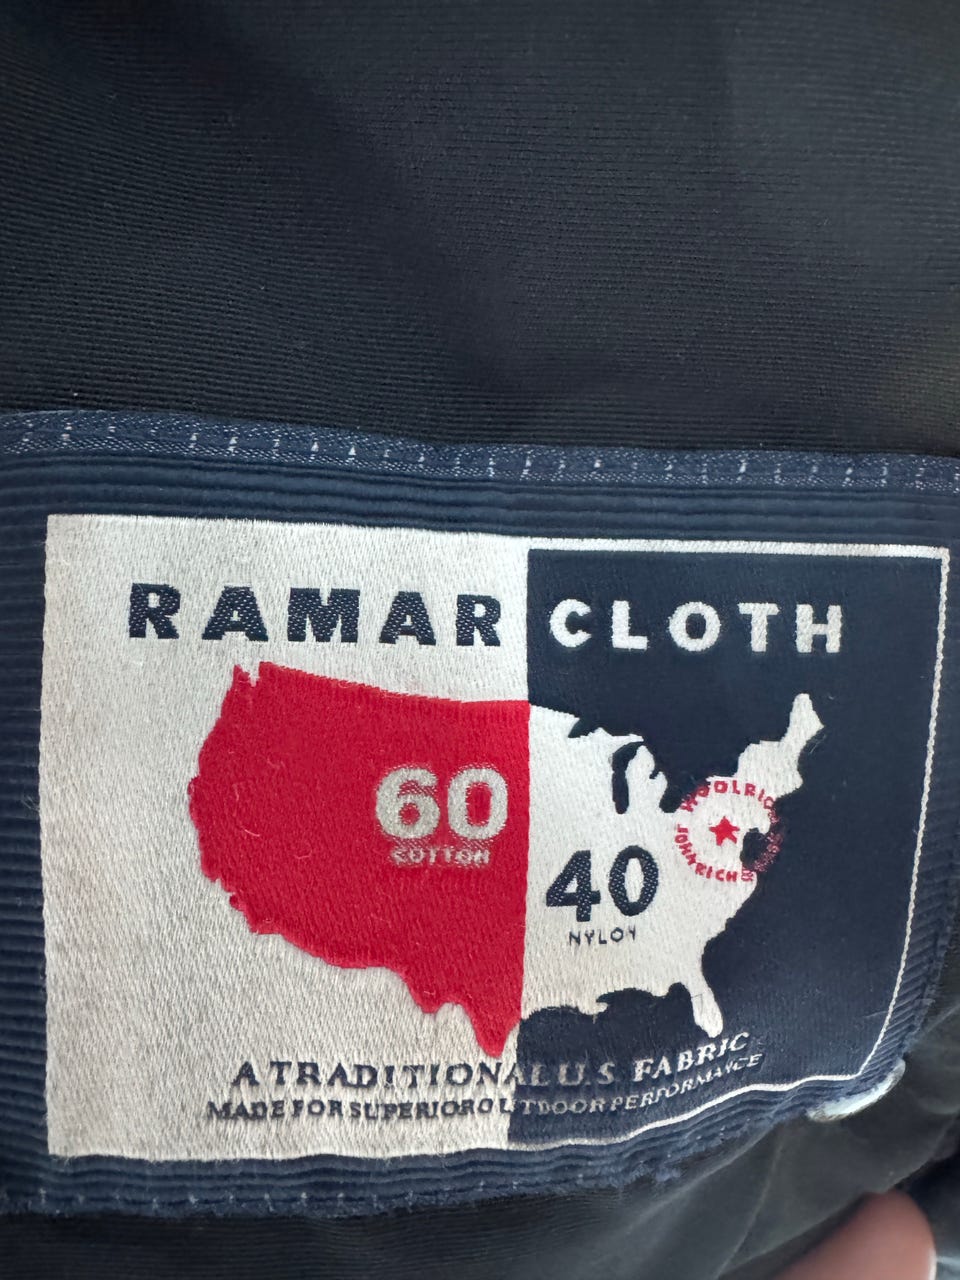 RAMAR CLOTH
60
COTTON
40
NYLON
WOOLRICH
JOHN RICH
A TRADITIONAL U.S FABRIC
MADE FOR SUPERIOR OUTDOOR PERFORMANCE